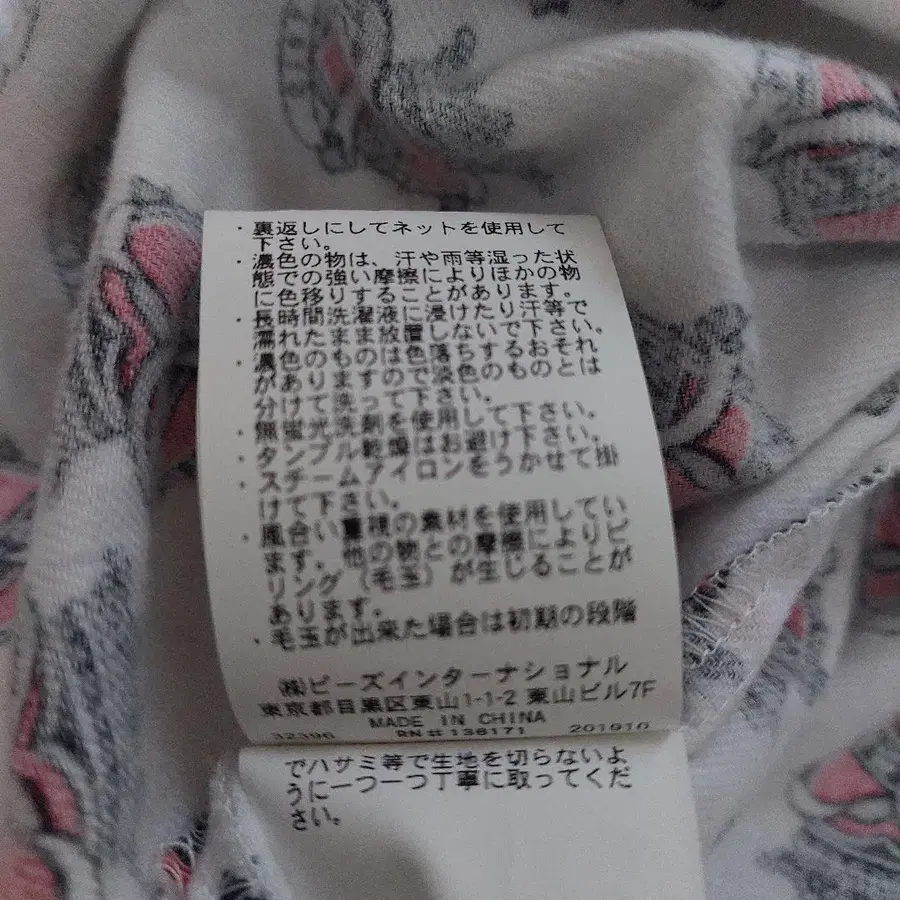 ・裏返しにしてネットを使用して
下さい。
・濃色の物は、汗や雨等湿った状
態での強い摩擦によりほかの物
に色移りすることがあります。
・長時間洗濯液に浸けたり汗等で
濡れたまま放置しないで下さい。
・濃色のものは色落ちするおそれ
がありますので淡色のものとは
分けて洗って下さい。
・無蛍光洗剤を使用して下さい。
・タンブル乾燥はお避け下さい。
・スチームアイロンをうかせて掛
けて下さい。
・風合い重視の素材を使用してい
ます。他の物との摩擦によりピ
リング(毛玉)が生じることが
あります。
・毛玉が出来た場合は初期の段階
㈱ビーズインターナショナル
東京都目黒区東山1-1-2 東山ビル7F
MADE IN CHINA
32396 RN#136171 201910
でハサミ等で生地を切らないよ
うに一つ一つ丁寧に取ってくだ
さい。